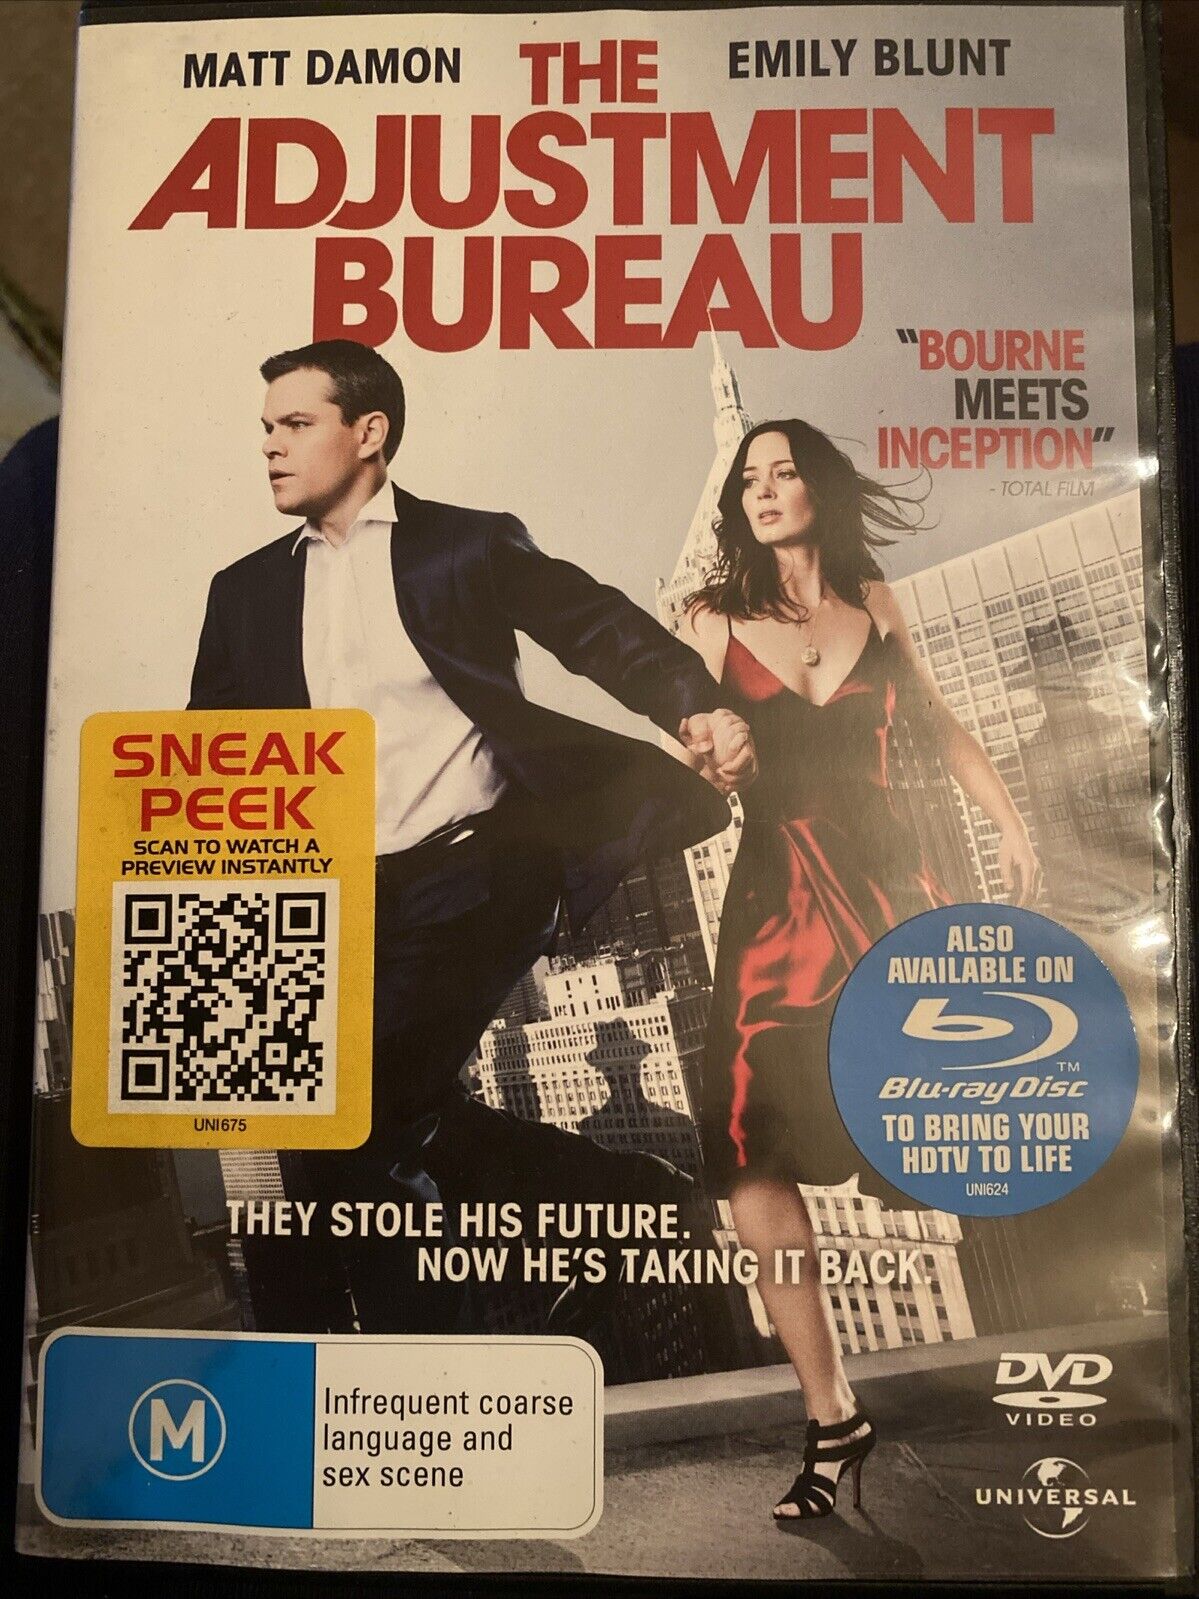 MATT DAMON
THE
EMILY BLUNT
ADJUSTMENT
BUREAU
"BOURNE
MEETS
INCEPTION"
- TOTAL FILM
SNEAK
PEEK
SCAN TO WATCH A
PREVIEW INSTANTLY
UNI675
ALSO
AVAILABLE ON
b
TM
Blu-ray Disc
TO BRING YOUR
HDTV TO LIFE
UNI624
THEY STOLE HIS FUTURE.
NOW HE'S TAKING IT BACK.
M
Infrequent coarse
language and
sex scene
DVD
VIDEO
UNIVERSAL